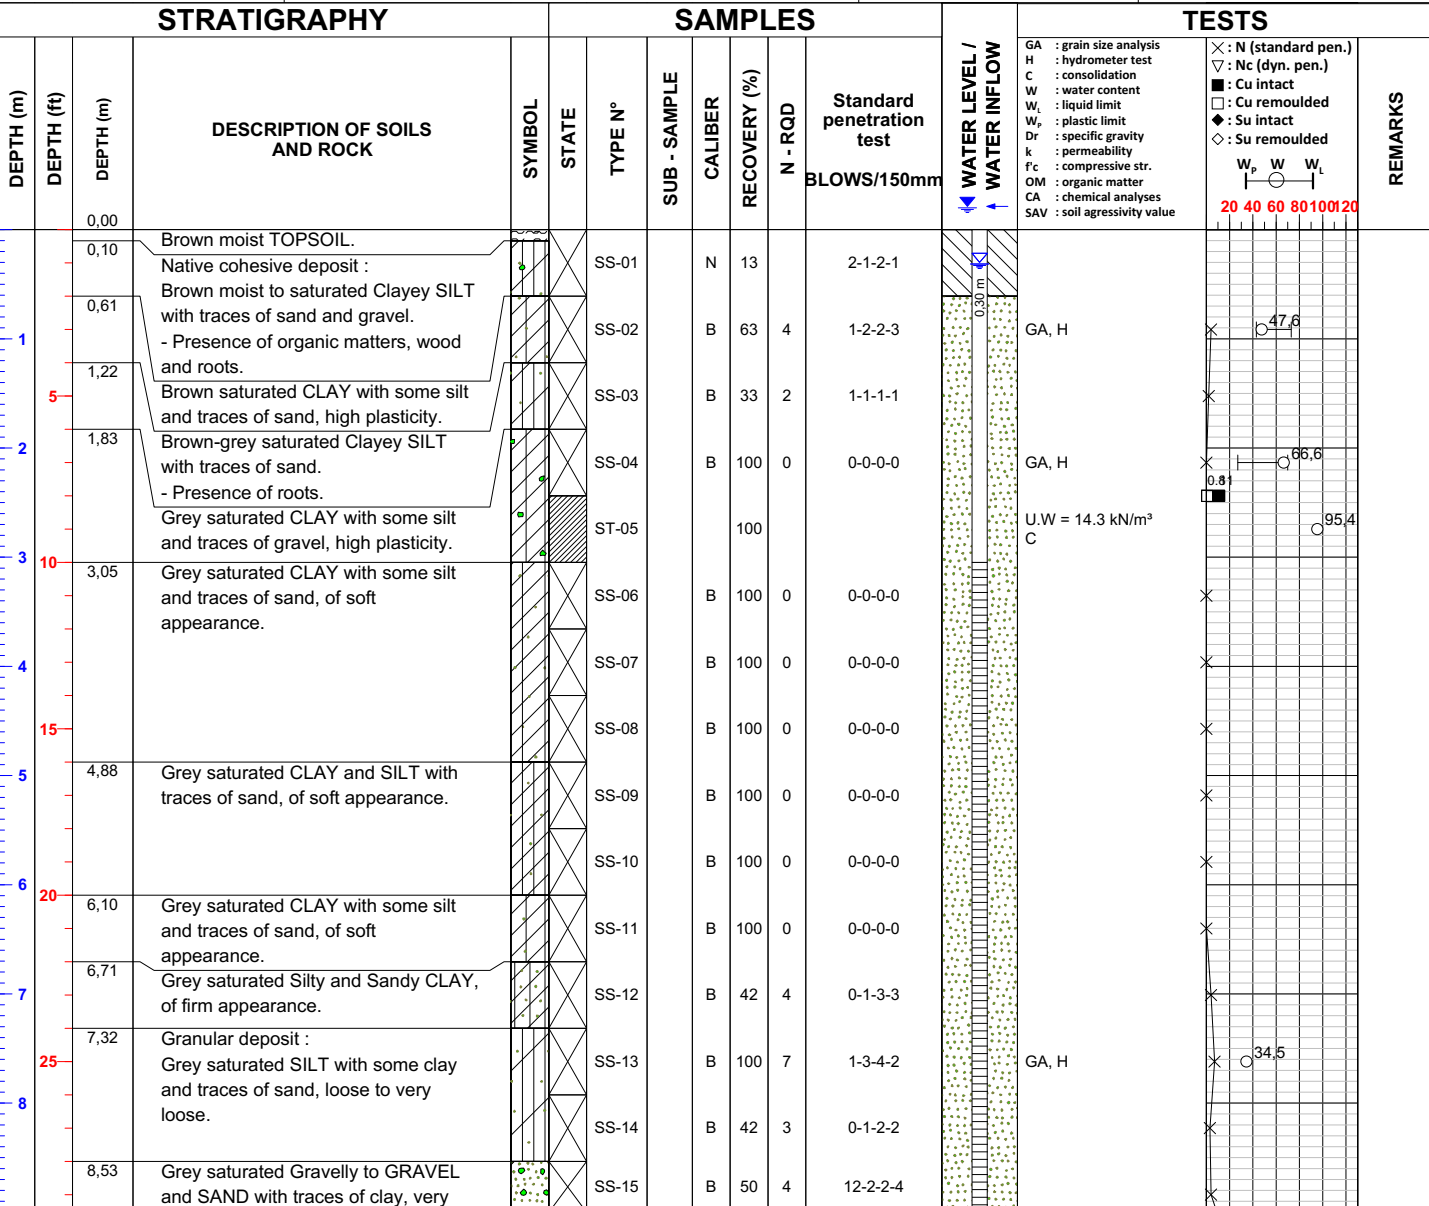 STRATIGRAPHY
SAMPLES
TESTS
DEPTH (m)
DEPTH (ft)
DEPTH (m)
DESCRIPTION OF SOILS
AND ROCK
SYMBOL
STATE
TYPE N°
SUB - SAMPLE
CALIBER
RECOVERY (%)
N - RQD
Standard
penetration
test
BLOWS/150mm
WATER LEVEL /
WATER INFLOW
GA : grain size analysis
H : hydrometer test
C : consolidation
W : water content
WL : liquid limit
WP : plastic limit
Dr : specific gravity
k : permeability
f'c : compressive str.
OM : organic matter
CA : chemical analyses
SAV : soil agressivity value
: N (standard pen.)
: Nc (dyn. pen.)
: Cu intact
: Cu remoulded
: Su intact
: Su remoulded
WP W WL
20 40 60 80 100 120
REMARKS
0,00
0,10 Brown moist TOPSOIL.
Native cohesive deposit :
Brown moist to saturated Clayey SILT
with traces of sand and gravel.
- Presence of organic matters, wood
and roots.
SS-01 N 13 2-1-2-1
0.30 m
0,61
SS-02 B 63 4 1-2-2-3 GA, H 47,6
1
1,22 Brown saturated CLAY with some silt
and traces of sand, high plasticity.
5
SS-03 B 33 2 1-1-1-1
1,83 Brown-grey saturated Clayey SILT
with traces of sand.
- Presence of roots.
2
SS-04 B 100 0 0-0-0-0 GA, H 66,6
Grey saturated CLAY with some silt
and traces of gravel, high plasticity.
ST-05 100 U.W = 14.3 kN/m³
C
95,4
3
10
3,05 Grey saturated CLAY with some silt
and traces of sand, of soft
appearance.
SS-06 B 100 0 0-0-0-0
4
SS-07 B 100 0 0-0-0-0
15
SS-08 B 100 0 0-0-0-0
5
4,88 Grey saturated CLAY and SILT with
traces of sand, of soft appearance.
SS-09 B 100 0 0-0-0-0
SS-10 B 100 0 0-0-0-0
6
20
6,10 Grey saturated CLAY with some silt
and traces of sand, of soft
appearance.
SS-11 B 100 0 0-0-0-0
6,71 Grey saturated Silty and Sandy CLAY,
of firm appearance.
7
SS-12 B 42 4 0-1-3-3
7,32 Granular deposit :
Grey saturated SILT with some clay
and traces of sand, loose to very
loose.
25
SS-13 B 100 7 1-3-4-2 GA, H 34,5
8
SS-14 B 42 3 0-1-2-2
8,53 Grey saturated Gravelly to GRAVEL
and SAND with traces of clay, very
SS-15 B 50 4 12-2-2-4